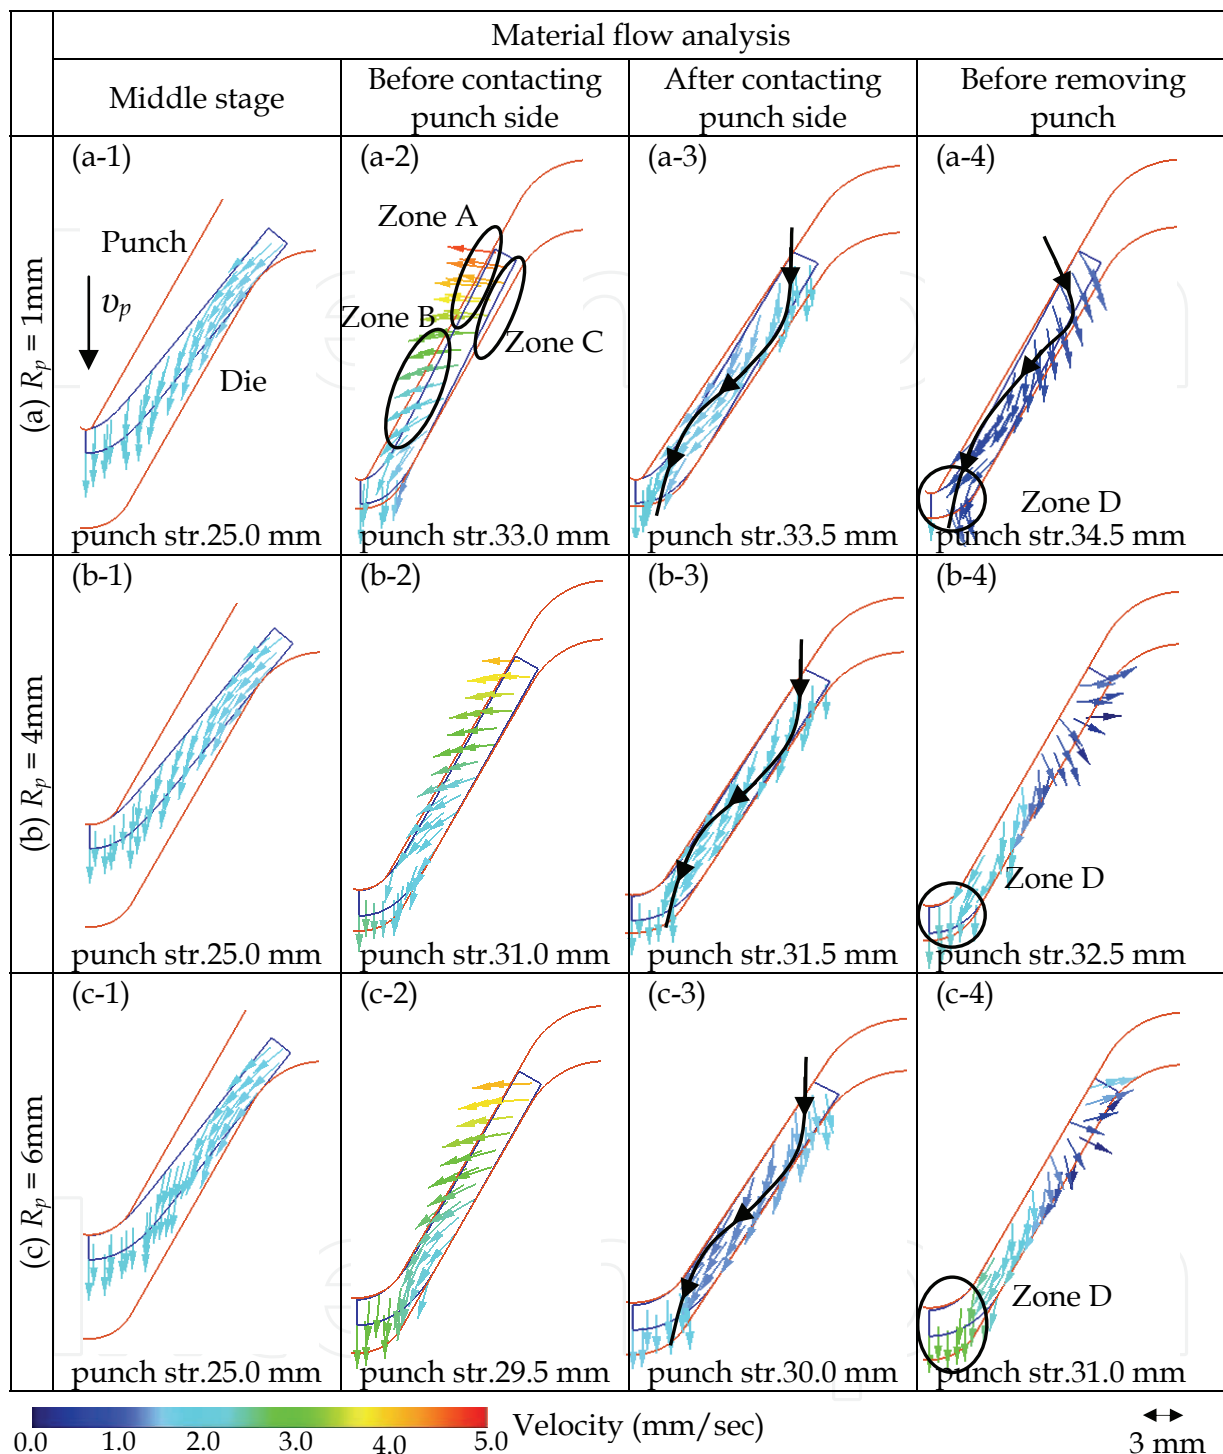 Material flow analysis
Middle stage
Before contacting
punch side
After contacting
punch side
Before removing
punch
(a) Rp = 1mm
(a-1)
Punch
vp
Die
punch str.25.0 mm
(a-2)
Zone A
Zone B
Zone C
punch str.33.0 mm
(a-3)
punch str.33.5 mm
(a-4)
Zone D
punch str.34.5 mm
(b) Rp = 4mm
(b-1)
punch str.25.0 mm
(b-2)
punch str.31.0 mm
(b-3)
punch str.31.5 mm
(b-4)
Zone D
punch str.32.5 mm
(c) Rp = 6mm
(c-1)
punch str.25.0 mm
(c-2)
punch str.29.5 mm
(c-3)
punch str.30.0 mm
(c-4)
Zone D
punch str.31.0 mm
0.0 1.0 2.0 3.0 4.0 5.0
Velocity (mm/sec)
3 mm